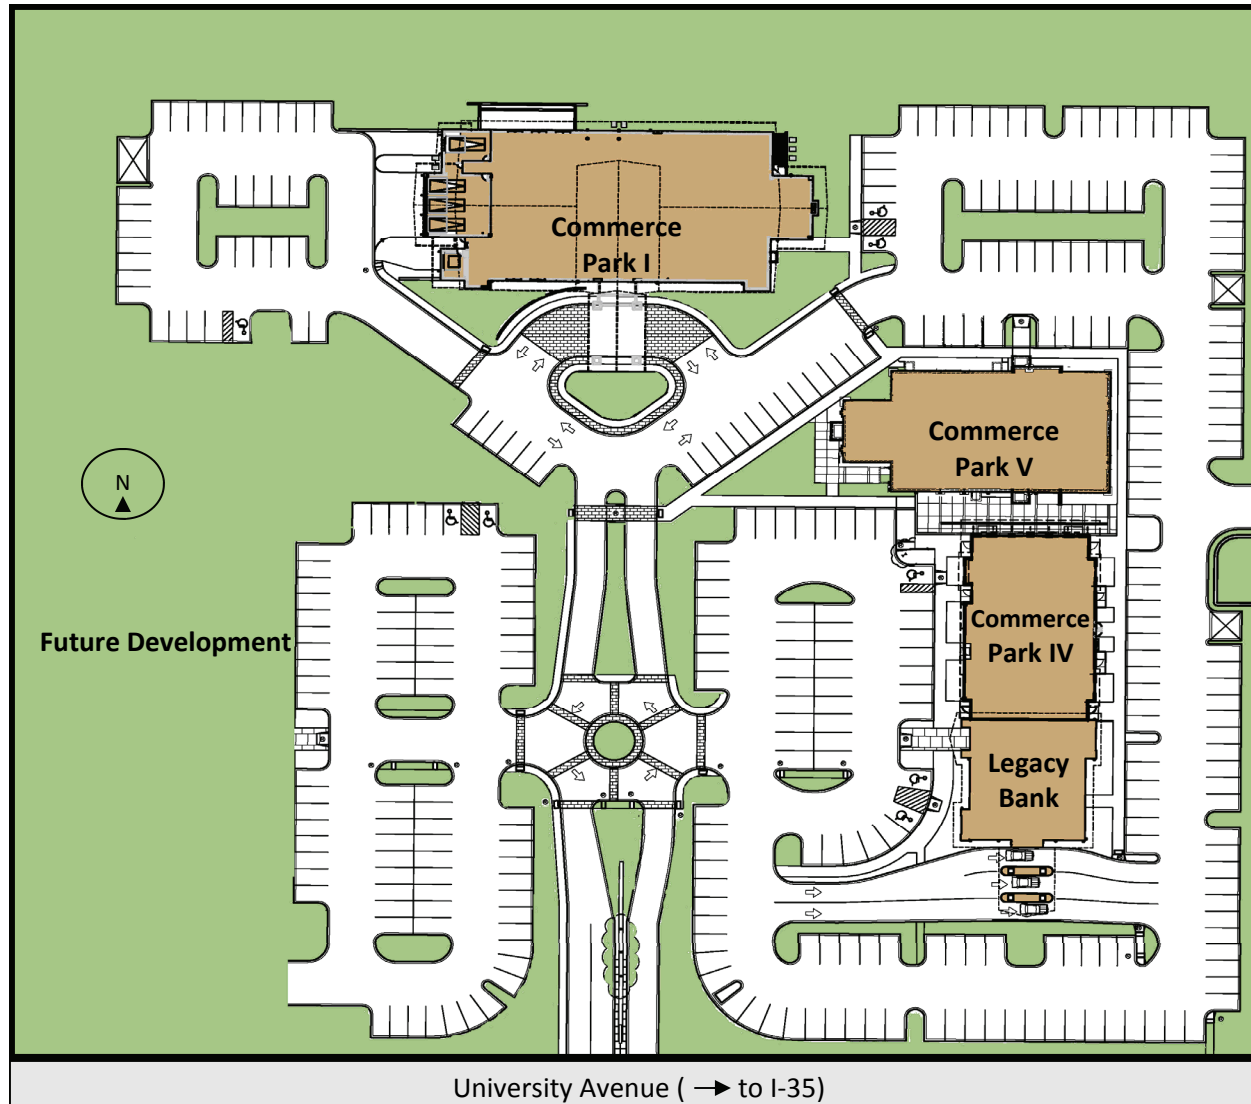 Commerce
Park I
Commerce
Park V
N
Future Development
Commerce
Park IV
Legacy
Bank
University Avenue ( → to I-35)